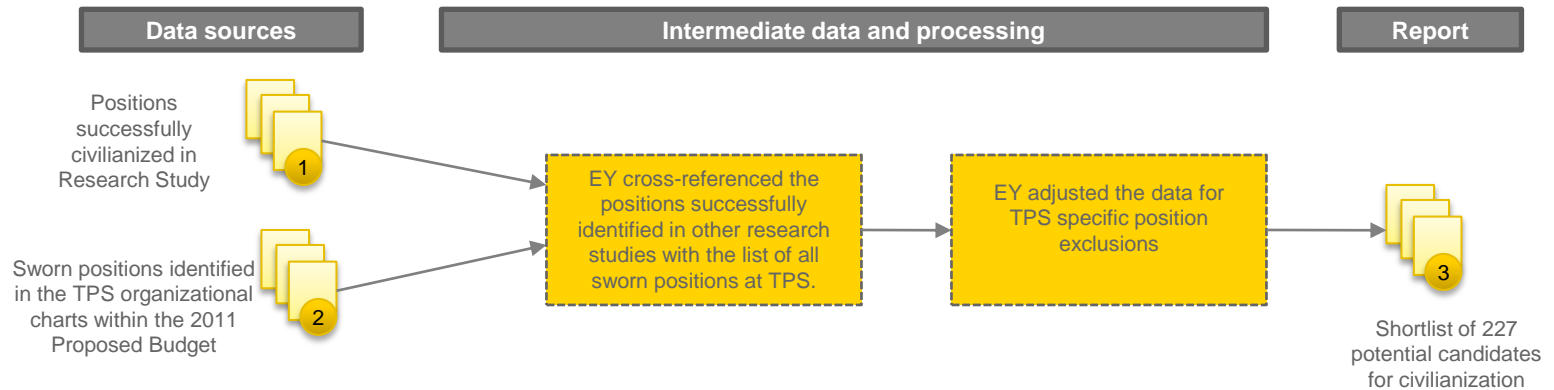 Data sources
Intermediate data and processing
Report
Positions
successfully
civilianized in
Research Study
1
Sworn positions identified
in the TPS organizational
charts within the 2011
Proposed Budget
2
EY cross-referenced the
positions successfully
identified in other research
studies with the list of all
sworn positions at TPS.
EY adjusted the data for
TPS specific position
exclusions
3
Shortlist of 227
potential candidates
for civilianization